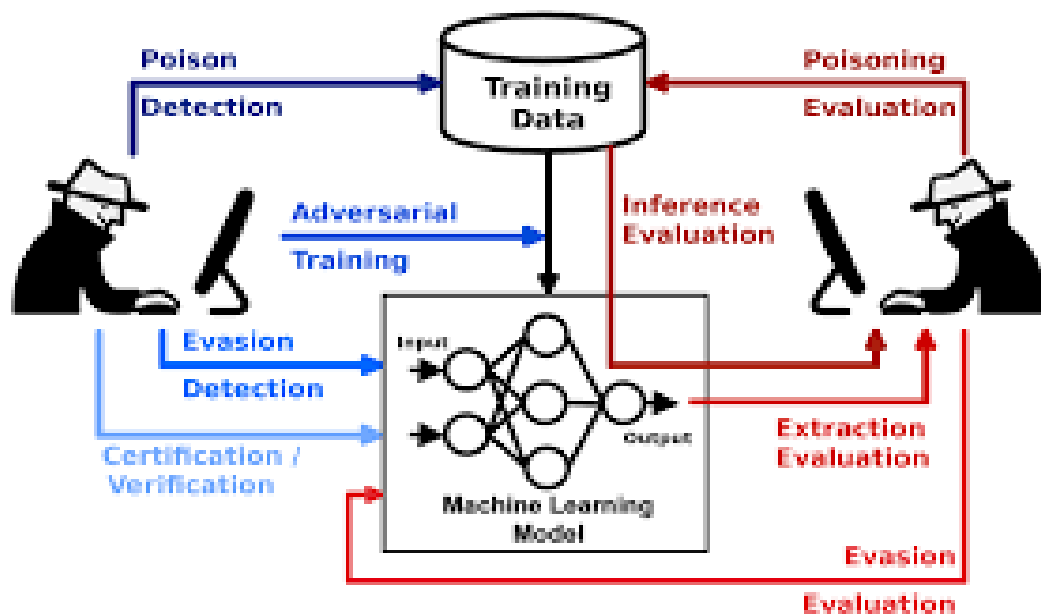 Poison
Detection
Training
Data
Poisoning
Evaluation
Adversarial
Training
Inference
Evaluation
Evasion
Detection
Input
Output
Certification /
Verification
Extraction
Evaluation
Machine Learning
Model
Evasion
Evaluation